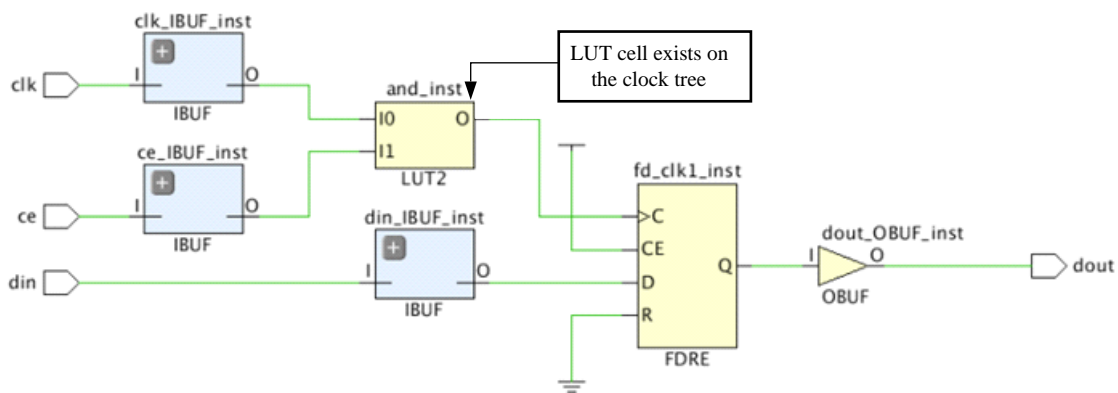 clk_IBUF_inst
LUT cell exists on
the clock tree
+
clk
I
O
IBUF
and_inst
I0
O
I1
LUT2
ce_IBUF_inst
+
ce
I
O
IBUF
fd_clk1_inst
C
CE
D
R
Q
FDRE
din_IBUF_inst
+
din
I
O
IBUF
dout_OBUF_inst
I
O
OBUF
dout